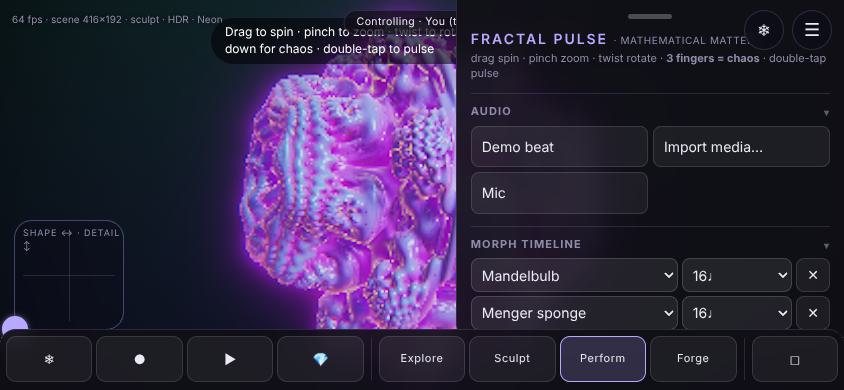 64 fps · scene 416×192 · sculpt · HDR · Neon
Controlling · You (t
Drag to spin · pinch to zoom · twist to rot
down for chaos · double-tap to pulse
SHAPE ↔ · DETAIL
↕
FRACTAL PULSE · MATHEMATICAL MATTE
drag spin · pinch zoom · twist rotate · 3 fingers = chaos · double-tap
pulse
AUDIO
Demo beat
Import media…
Mic
MORPH TIMELINE
Mandelbulb
16♩
Menger sponge
16♩
Explore
Sculpt
Perform
Forge